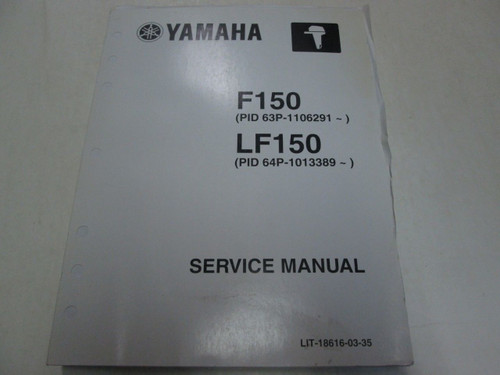 YAMAHA
F150
(PID 63P-1106291 ~ )
LF150
(PID 64P-1013389 ~ )
SERVICE MANUAL
LIT-18616-03-35